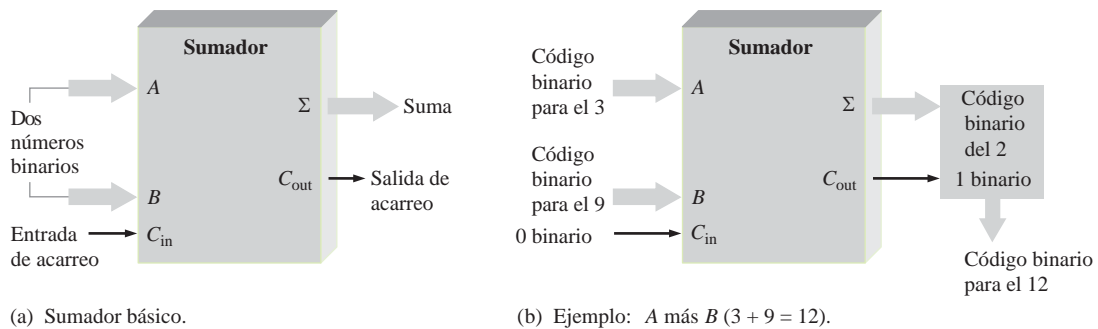 Sumador
A
Σ
Suma
Dos
números
binarios
C_out
Salida de
acarreo
B
Entrada
de acarreo
C_in
(a) Sumador básico.
Sumador
Código
binario
para el 3
A
Σ
Código
binario
del 2
Código
binario
para el 9
B
C_out
1 binario
0 binario
C_in
Código binario
para el 12
(b) Ejemplo: A más B (3 + 9 = 12).